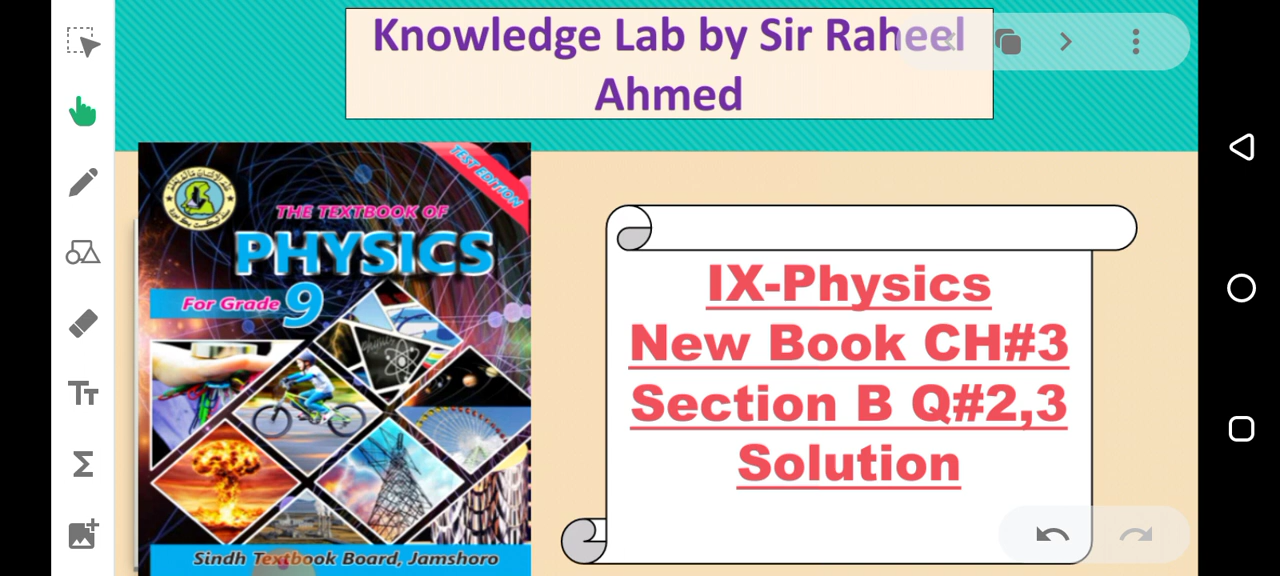 Knowledge Lab by Sir Raheel
Ahmed
TEST EDITION
THE TEXTBOOK OF
PHYSICS
For Grade 9
Sindh Textbook Board, Jamshoro
IX-Physics
New Book CH#3
Section B Q#2,3
Solution
TT
Σ